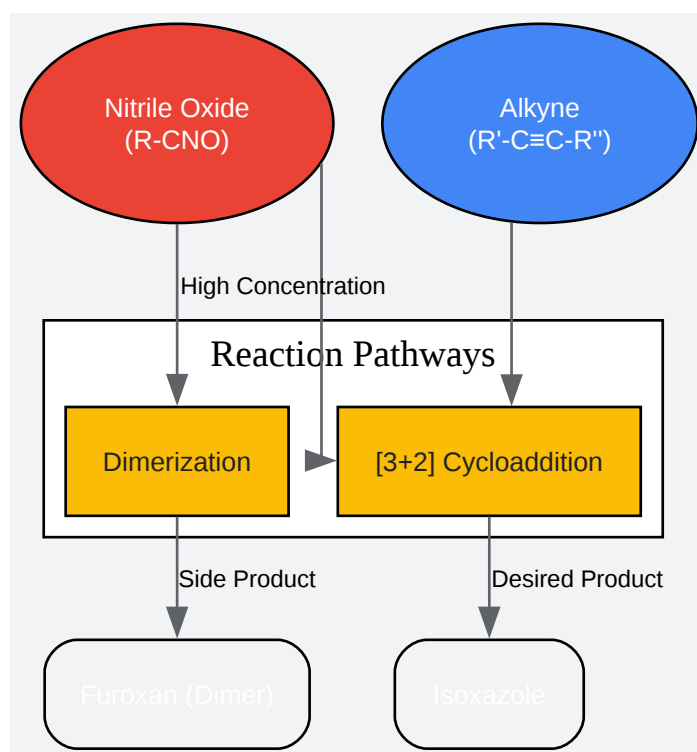 Nitrile Oxide
(R-CNO)
Alkyne
(R'-C≡C-R'')
High Concentration
Reaction Pathways
Dimerization
[3+2] Cycloaddition
Side Product
Desired Product
Furoxan (Dimer)
Isoxazole